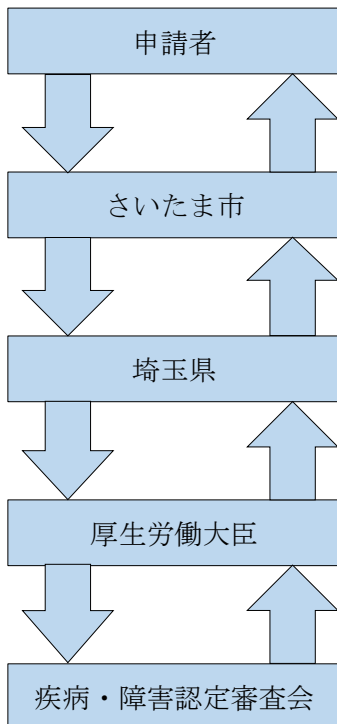 申請者
さいたま市
埼玉県
厚生労働大臣
疾病・障害認定審査会